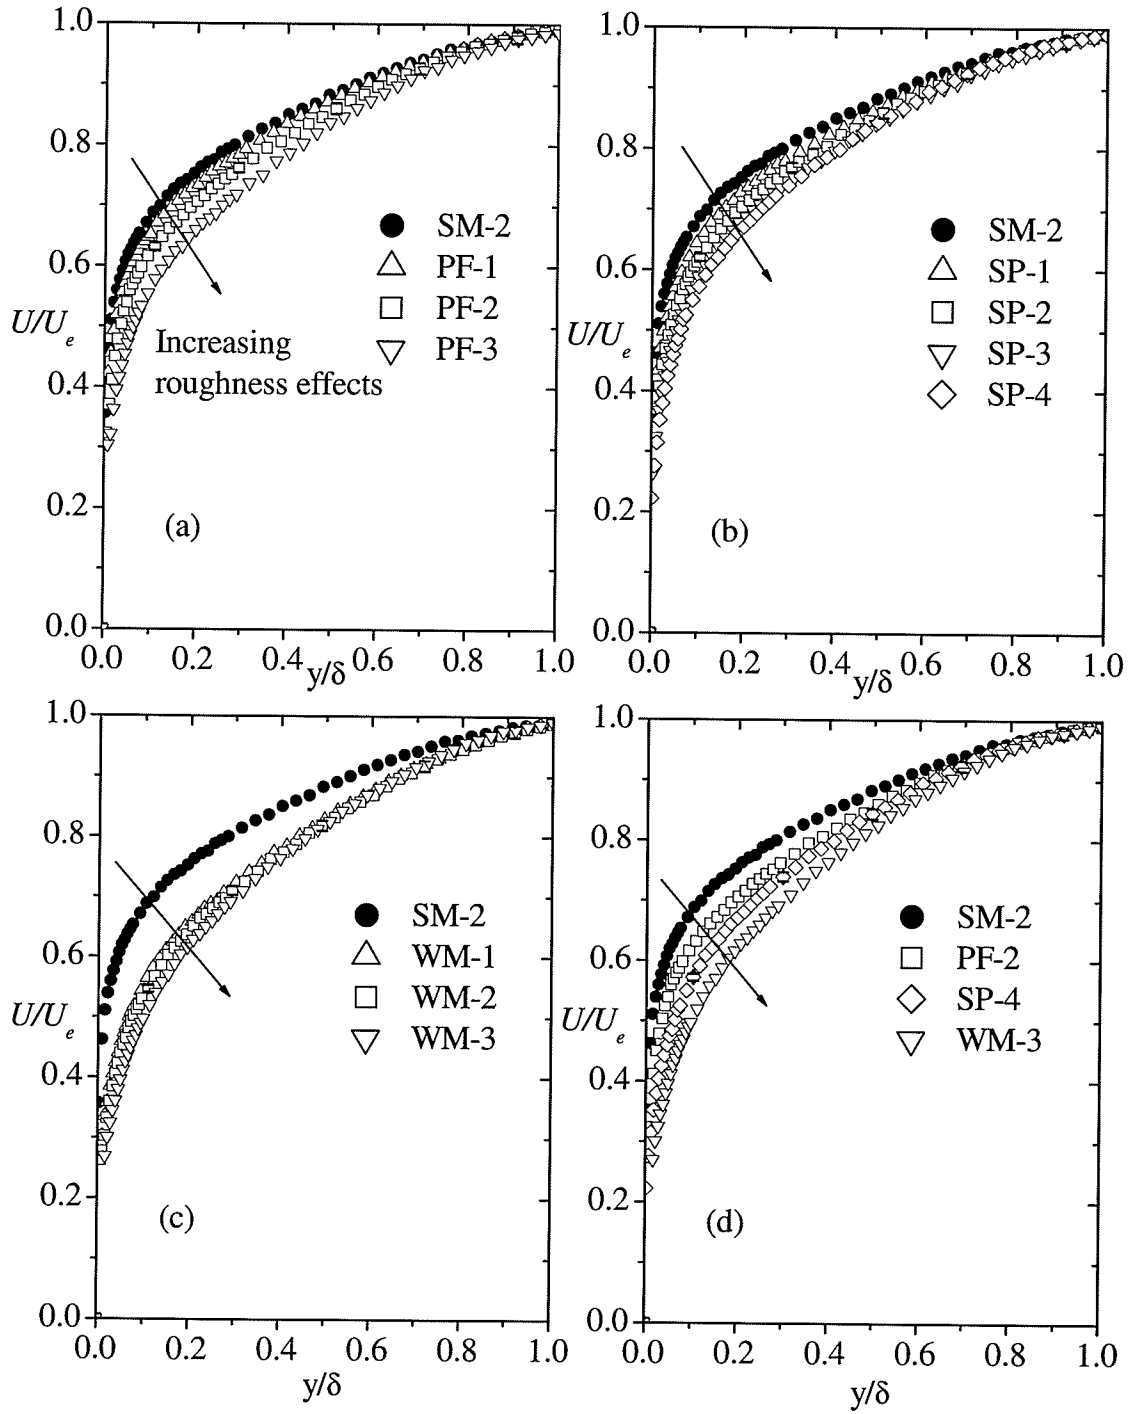 1.0
0.8
0.6
0.4
0.2
0.0
U/Ue
SM-2
PF-1
PF-2
PF-3
Increasing
roughness effects
(a)
0.0 0.2 0.4 0.6 0.8 1.0
y/δ
1.0
0.8
0.6
0.4
0.2
0.0
U/Ue
SM-2
SP-1
SP-2
SP-3
SP-4
(b)
0.0 0.2 0.4 0.6 0.8 1.0
y/δ
1.0
0.8
0.6
0.4
0.2
0.0
U/Ue
SM-2
WM-1
WM-2
WM-3
(c)
0.0 0.2 0.4 0.6 0.8 1.0
y/δ
1.0
0.8
0.6
0.4
0.2
0.0
U/Ue
SM-2
PF-2
SP-4
WM-3
(d)
0.0 0.2 0.4 0.6 0.8 1.0
y/δ